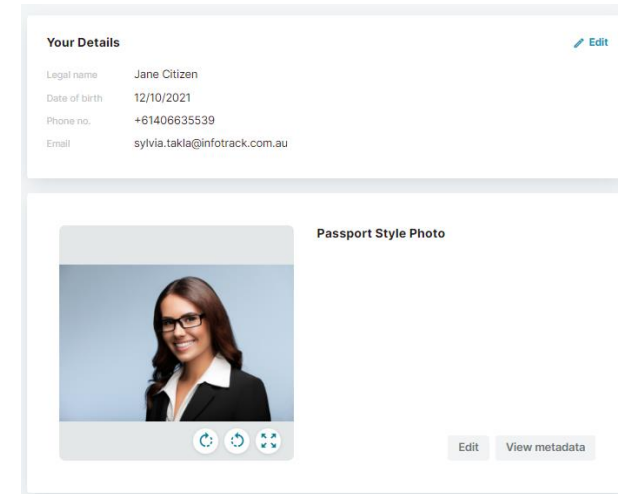 Your Details
Edit
Legal name Jane Citizen
Date of birth 12/10/2021
Phone no. +61406635539
Email sylvia.takla@infotrack.com.au
Passport Style Photo
Edit View metadata